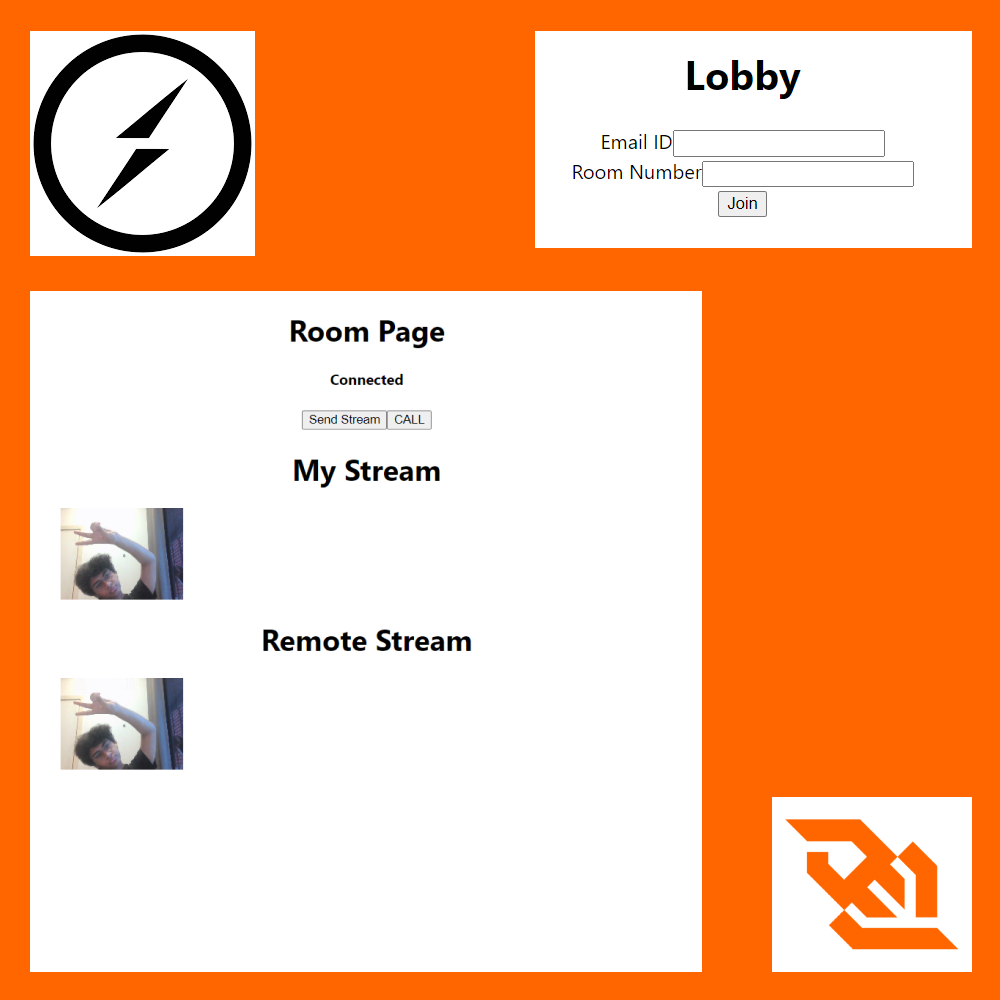 Lobby
Email ID
Room Number
Join
Room Page
Connected
Send Stream CALL
My Stream
Remote Stream